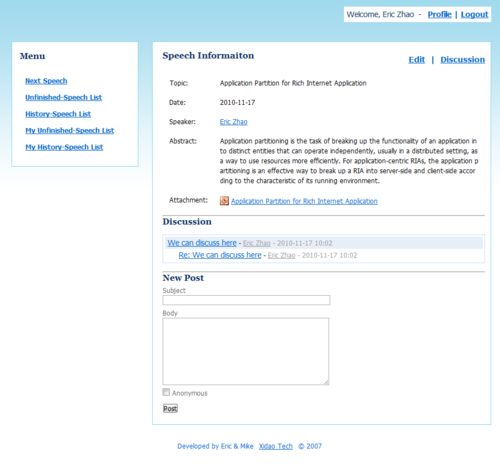 Welcome, Eric Zhao - Profile | Logout
Menu
Next Speech
Unfinished-Speech List
History-Speech List
My Unfinished-Speech List
My History-Speech List
Speech Informaiton
Edit | Discussion
Topic: Application Partition for Rich Internet Application
Date: 2010-11-17
Speaker: Eric Zhao
Abstract: Application partitioning is the task of breaking up the functionality of an application in
to distinct entities that can operate independently, usually in a distributed setting, as
a way to use resources more efficiently. For application-centric RIAs, the application p
artitioning is an effective way to break up a RIA into server-side and client-side accor
ding to the characteristic of its running environment.
Attachment: Application Partition for Rich Internet Application
Discussion
We can discuss here - Eric Zhao - 2010-11-17 10:02
Re: We can discuss here - Eric Zhao - 2010-11-17 10:02
New Post
Subject
Body
Anonymous
Post
Developed by Eric & Mike Xidao Tech © 2007